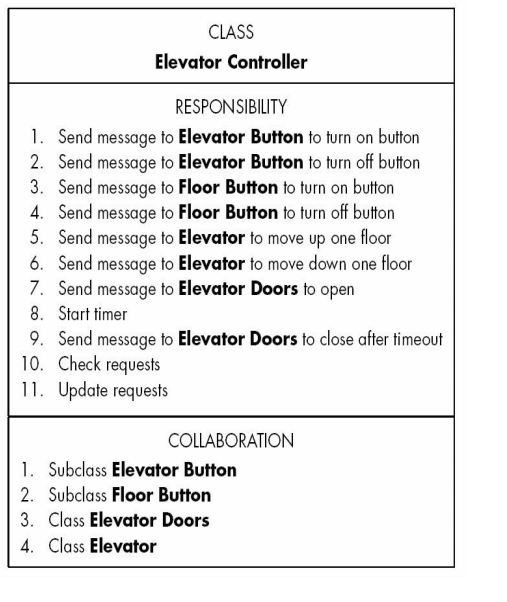 CLASS
Elevator Controller
RESPONSIBILITY
1. Send message to Elevator Button to turn on button
2. Send message to Elevator Button to turn off button
3. Send message to Floor Button to turn on button
4. Send message to Floor Button to turn off button
5. Send message to Elevator to move up one floor
6. Send message to Elevator to move down one floor
7. Send message to Elevator Doors to open
8. Start timer
9. Send message to Elevator Doors to close after timeout
10. Check requests
11. Update requests
COLLABORATION
1. Subclass Elevator Button
2. Subclass Floor Button
3. Class Elevator Doors
4. Class Elevator